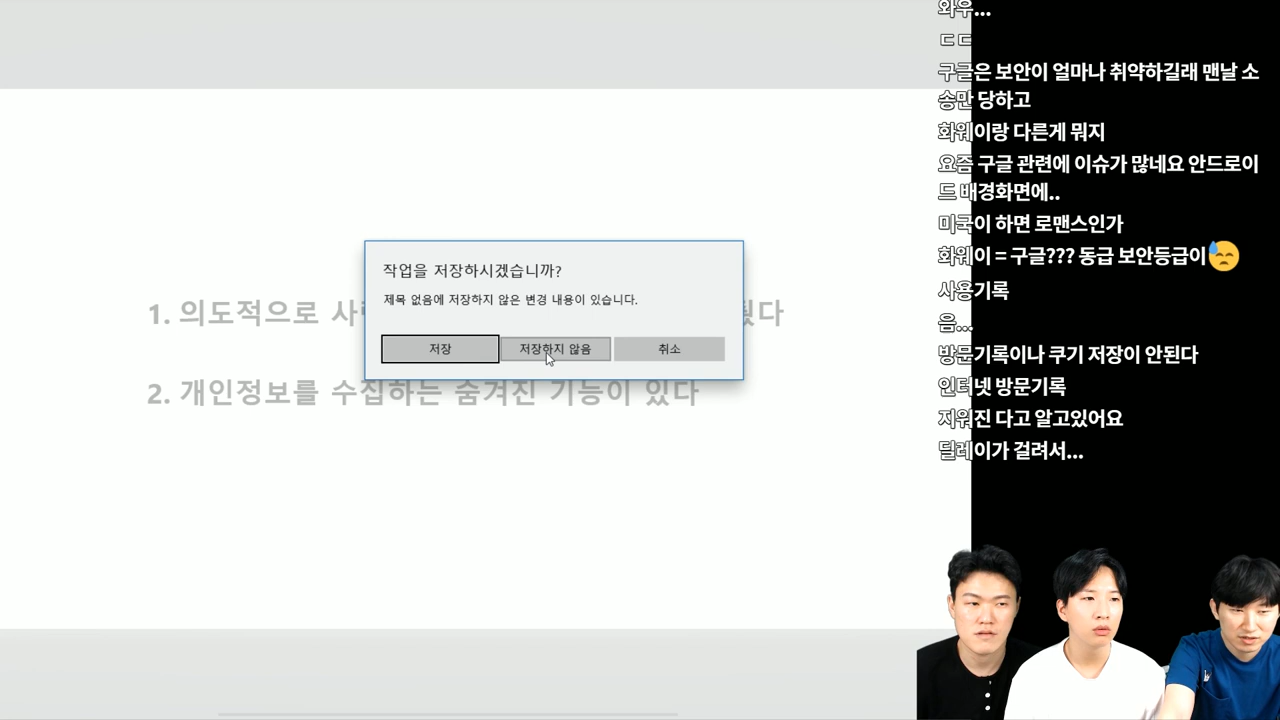 작업을 저장하시겠습니까?
제목 없음에 저장하지 않은 변경 내용이 있습니다.
저장
저장하지 않음
취소
1. 의도적으로
2. 개인정보를 수집하는 숨겨진 기능이 있다
와우...
ㄷㄷ
구글은 보안이 얼마나 취약하길래 맨날 소
송만 당하고
화웨이랑 다른게 뭐지
요즘 구글 관련에 이슈가 많네요 안드로이
드 배경화면에..
미국이 하면 로맨스인가
화웨이 = 구글??? 동급 보안등급이😓
사용기록
음...
방문기록이나 쿠기 저장이 안된다
인터넷 방문기록
지워진 다고 알고있어요
딜레이가 걸려서...